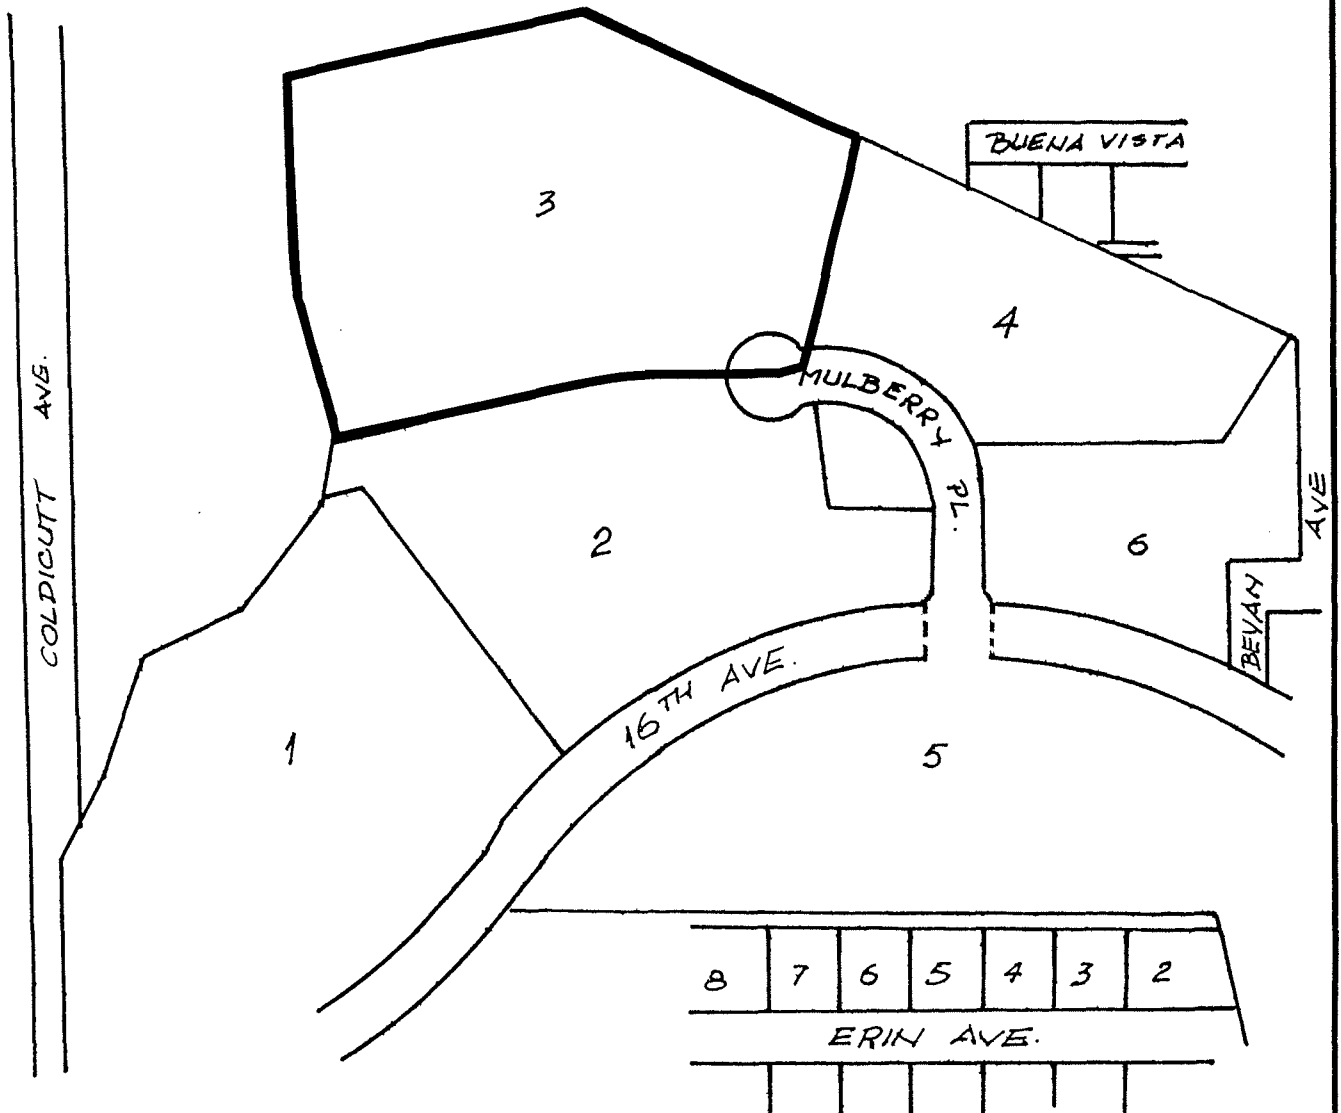 BUENA VISTA
3
4
COLDICUTT AVE.
MULBERRY PL.
2
6
AVE
BEVAN
16TH AVE.
1
5
8 7 6 5 4 3 2
ERIN AVE.